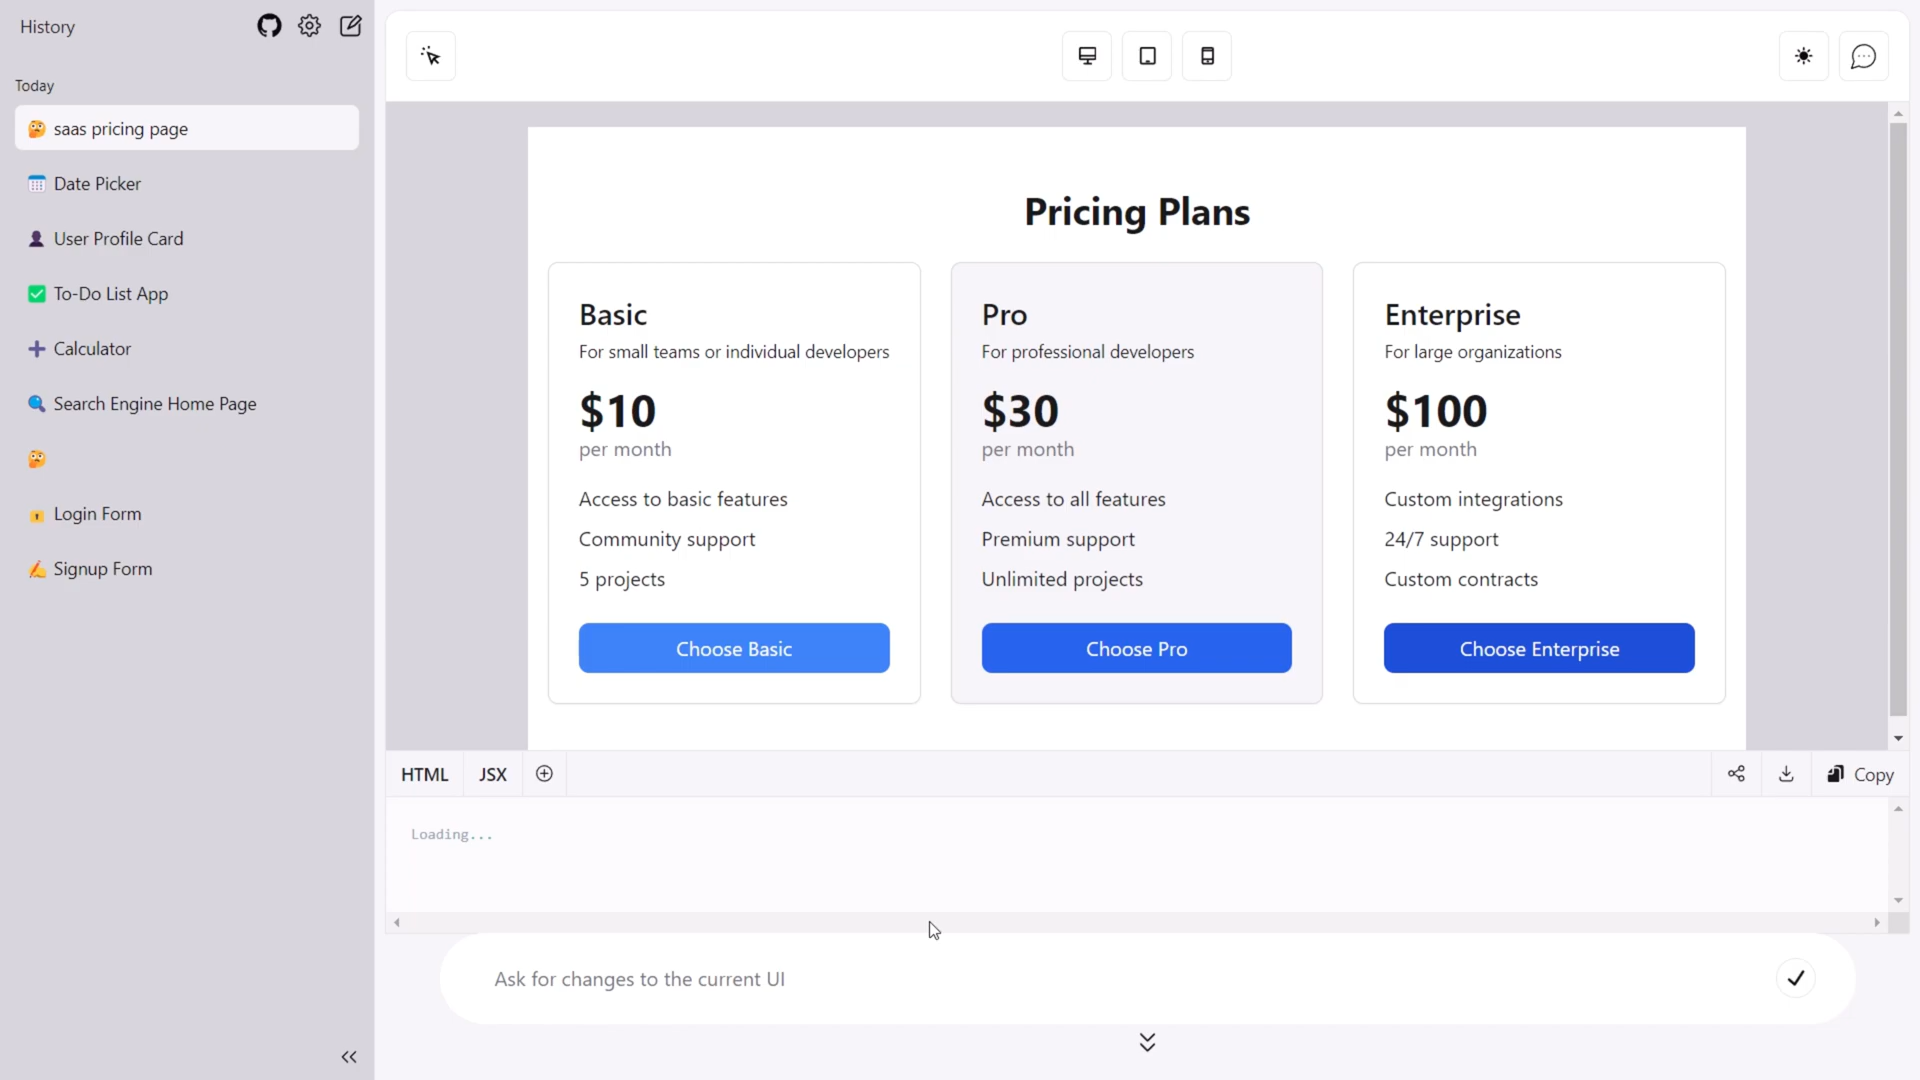 History
Today
saas pricing page
Date Picker
User Profile Card
To-Do List App
Calculator
Search Engine Home Page
Login Form
Signup Form
Pricing Plans
Basic
For small teams or individual developers
$10
per month
Access to basic features
Community support
5 projects
Choose Basic
Pro
For professional developers
$30
per month
Access to all features
Premium support
Unlimited projects
Choose Pro
Enterprise
For large organizations
$100
per month
Custom integrations
24/7 support
Custom contracts
Choose Enterprise
HTML JSX Copy
Loading...
Ask for changes to the current UI